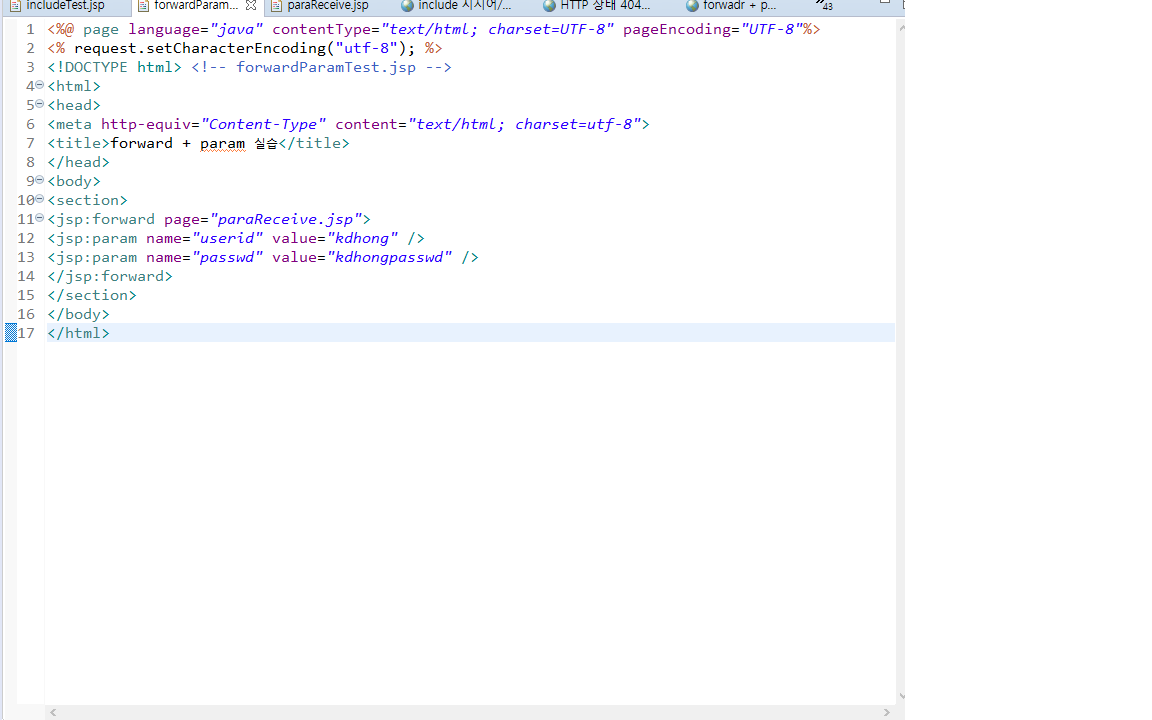 includeTest.jsp forwardParam... paraReceive.jsp include 지시어/... HTTP 상태 404... forwadr + p... »43
1 <%@ page language="java" contentType="text/html; charset=UTF-8" pageEncoding="UTF-8"%>
2 <% request.setCharacterEncoding("utf-8"); %>
3 <!DOCTYPE html> <!-- forwardParamTest.jsp -->
4 <html>
5 <head>
6 <meta http-equiv="Content-Type" content="text/html; charset=utf-8">
7 <title>forward + param 실습</title>
8 </head>
9 <body>
10 <section>
11 <jsp:forward page="paraReceive.jsp">
12 <jsp:param name="userid" value="kdhong" />
13 <jsp:param name="passwd" value="kdhongpasswd" />
14 </jsp:forward>
15 </section>
16 </body>
17 </html>